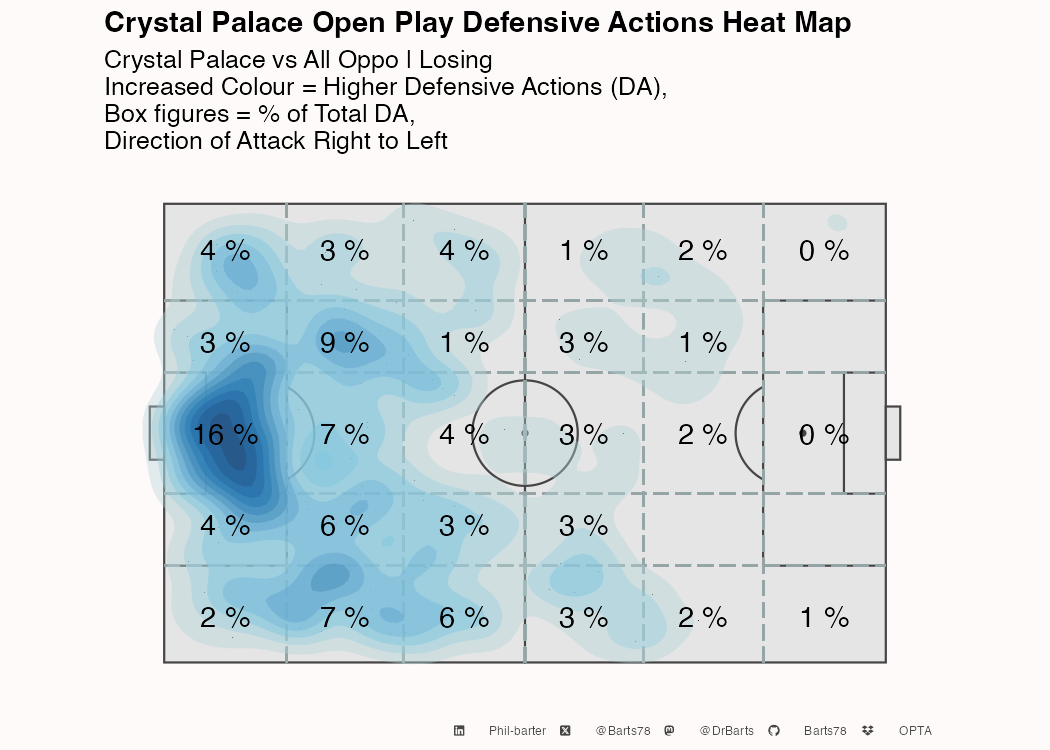 Crystal Palace Open Play Defensive Actions Heat Map
Crystal Palace vs All Oppo | Losing
Increased Colour = Higher Defensive Actions (DA),
Box figures = % of Total DA,
Direction of Attack Right to Left
4 % 3 % 4 % 1 % 2 % 0 %
3 % 9 % 1 % 3 % 1 %
16 % 7 % 4 % 3 % 2 % 0 %
4 % 6 % 3 % 3 %
2 % 7 % 6 % 3 % 2 % 1 %
Phil-barter @Barts78 @DrBarts Barts78 OPTA